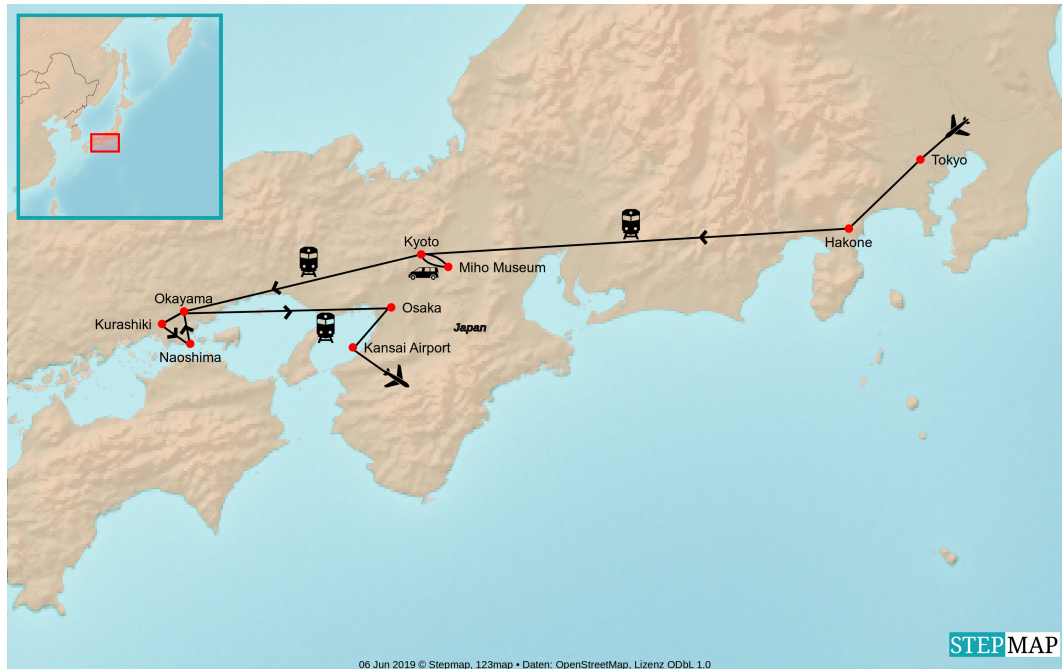 Tokyo
Hakone
Kyoto
Miho Museum
Okayama
Osaka
Kurashiki
Japan
Naoshima
Kansai Airport
STEPMAP
06 Jun 2019 © Stepmap, 123map • Daten: OpenStreetMap, Lizenz ODbL 1.0